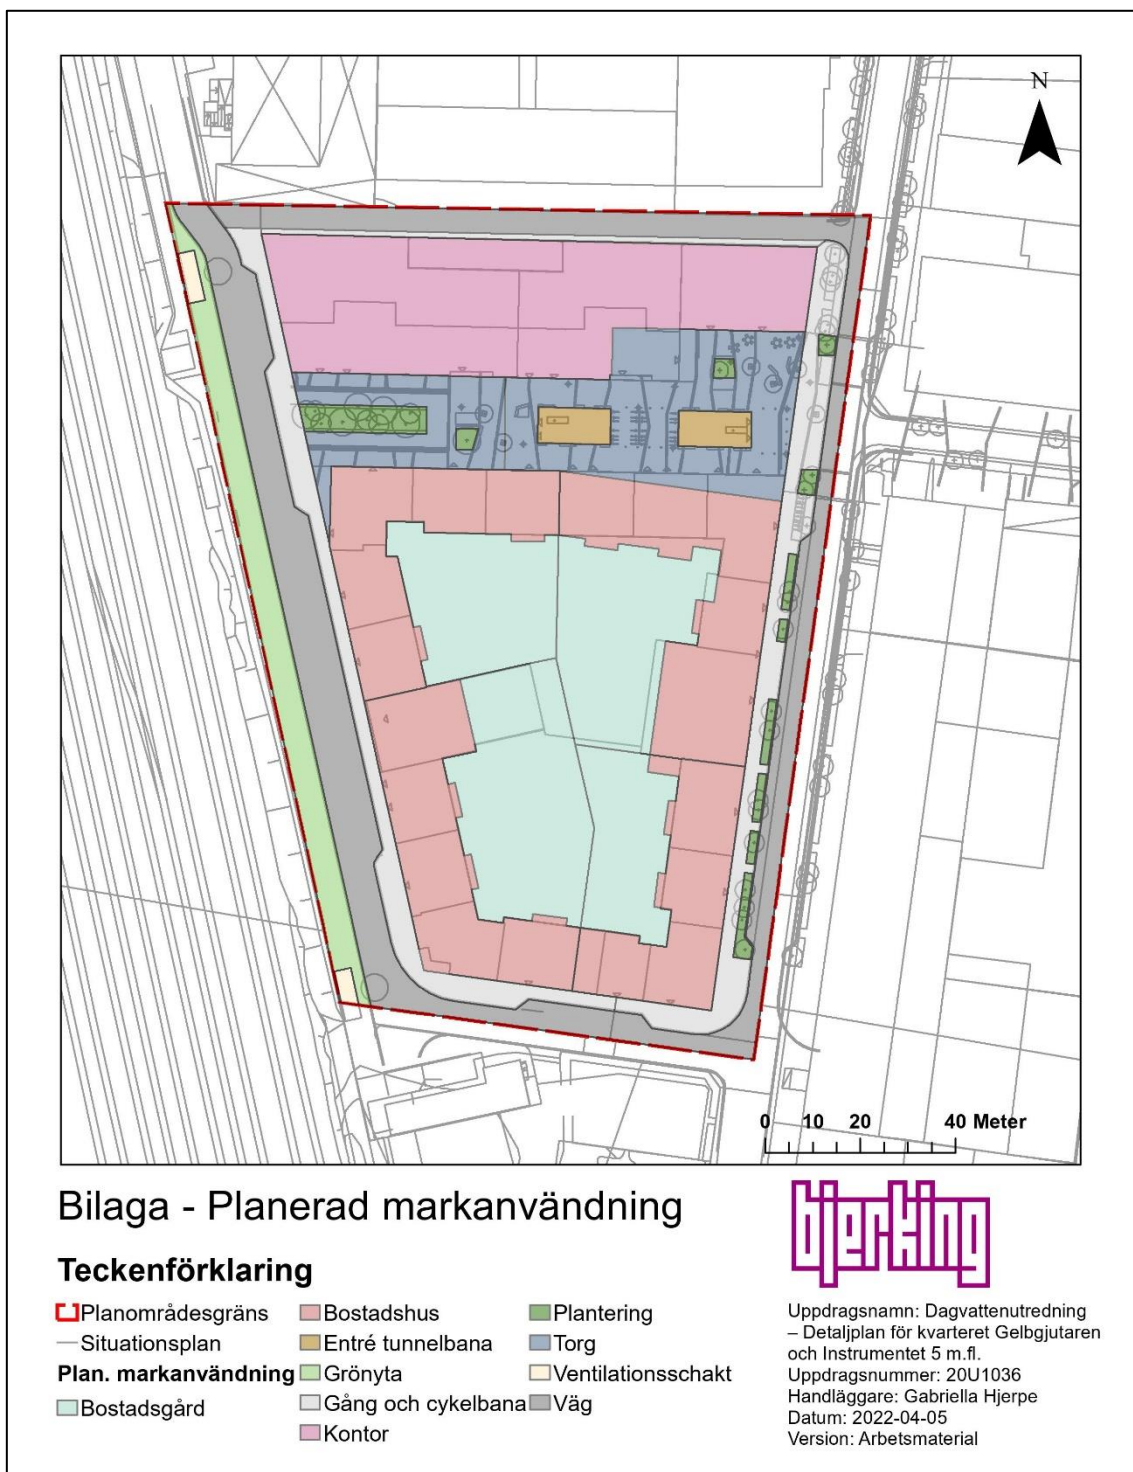 N
0 10 20 40 Meter
Bilaga - Planerad markanvändning
bjerking
Teckenförklaring
Planområdesgräns
Situationsplan
Plan. markanvändning
Bostadsgård
Bostadshus
Entré tunnelbana
Grönyta
Gång och cykelbana
Kontor
Plantering
Torg
Ventilationsschakt
Väg
Uppdragsnamn: Dagvattenutredning
– Detaljplan för kvarteret Gelbgjutaren
och Instrumentet 5 m.fl.
Uppdragsnummer: 20U1036
Handläggare: Gabriella Hjerpe
Datum: 2022-04-05
Version: Arbetsmaterial